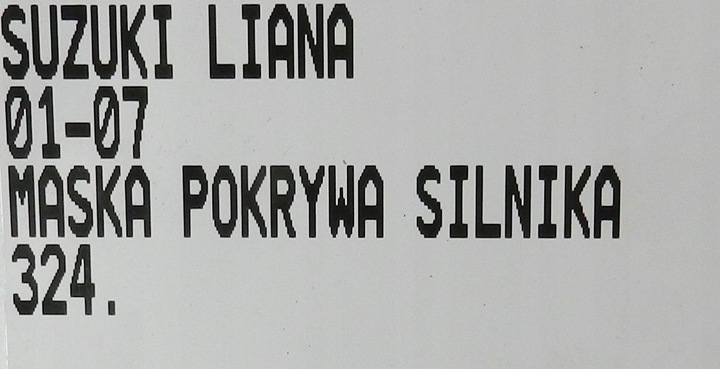 SUZUKI LIANA
01-07
MASKA POKRYWA SILNIKA
324.